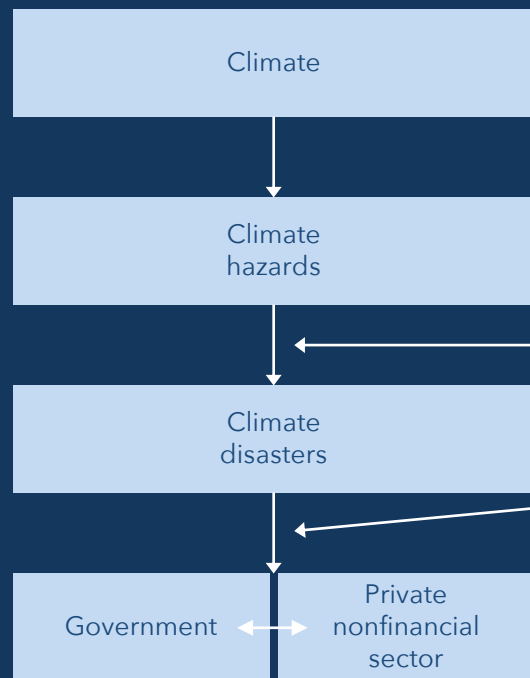 Climate
Climate
hazards
Climate
disasters
Government
Private
nonfinancial
sector